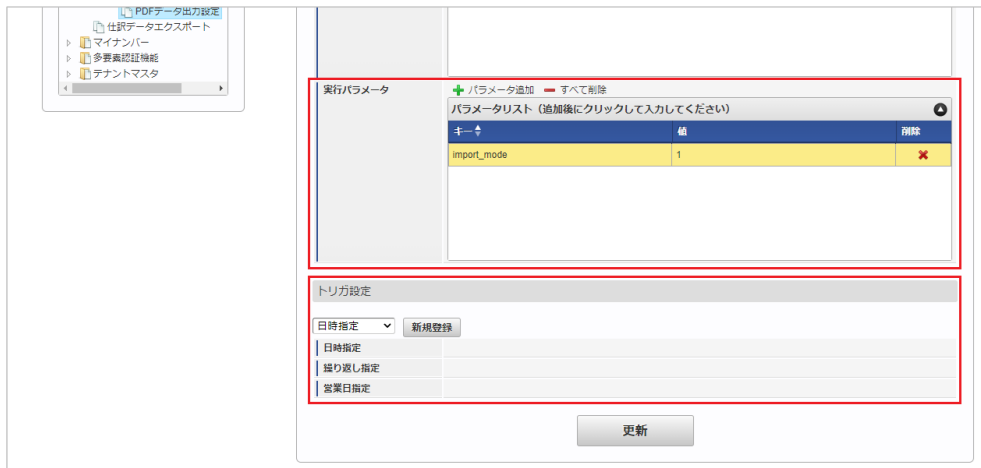 PDFデータ出力設定
仕訳データエクスポート
マイナンバー
多要素認証機能
テナントマスタ
実行パラメータ
パラメータ追加 すべて削除
パラメータリスト（追加後にクリックして入力してください）
キー 値 削除
import_mode 1
トリガ設定
日時指定 新規登録
日時指定
繰り返し指定
営業日指定
更新